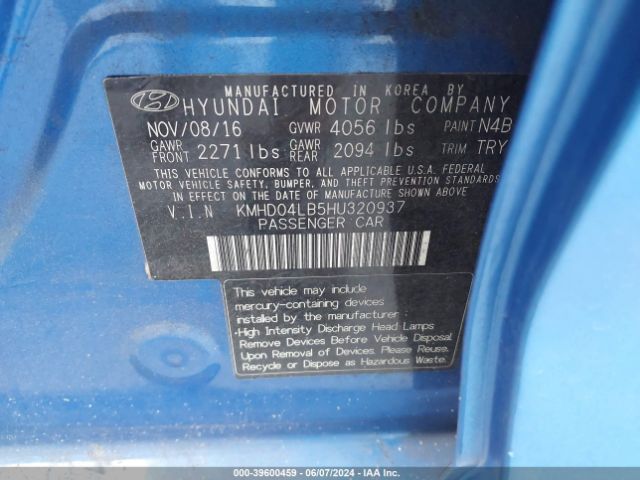 MANUFACTURED IN KOREA BY
HYUNDAI MOTOR COMPANY
NOV/08/16 GVWR 4056 lbs PAINT N4B
GAWR FRONT 2271 lbs GAWR REAR 2094 lbs TRIM TRY
THIS VEHICLE CONFORMS TO ALL APPLICABLE U.S.A. FEDERAL
MOTOR VEHICLE SAFETY, BUMPER, AND THEFT PREVENTION
STANDARDS IN EFFECT ON THE DATE OF MANUFACTURE SHOWN ABOVE.
V.I.N KMHD04LB5HU320937
PASSENGER CAR
This vehicle may include
mercury-containing devices
installed by the manufacturer :
·High Intensity Discharge Head Lamps
Remove Devices Before Vehicle Disposal
Upon Removal of Devices. Please Reuse,
Recycle or Dispose as Hazardous Waste.
000-39600459 - 06/07/2024 - IAA Inc.